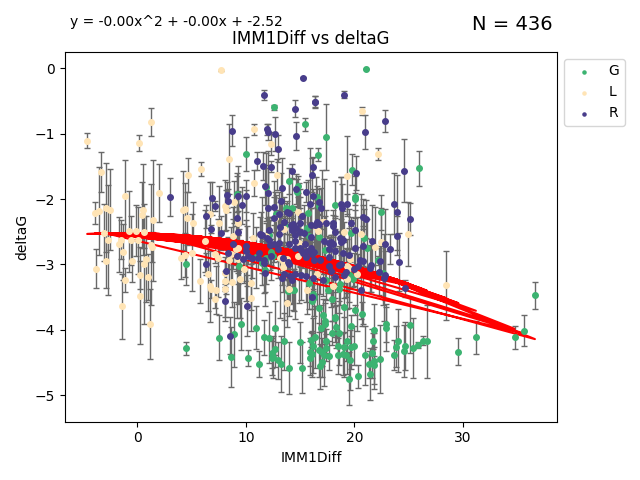 y = -0.00x^2 + -0.00x + -2.52
N = 436
IMM1Diff vs deltaG
G
L
R
0
−1
−2
−3
−4
−5
deltaG
0 10 20 30
IMM1Diff